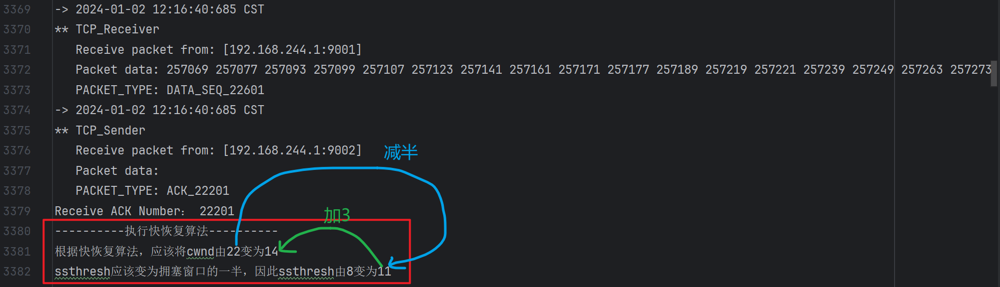 3369 -> 2024-01-02 12:16:40:685 CST
3370 ** TCP_Receiver
3371 Receive packet from: [192.168.244.1:9001]
3372 Packet data: 257069 257077 257093 257099 257107 257123 257141 257161 257171 257177 257189 257219 257221 257239 257249 257263 257273
3373 PACKET_TYPE: DATA_SEQ_22601
3374 -> 2024-01-02 12:16:40:685 CST
3375 ** TCP_Sender
3376 Receive packet from: [192.168.244.1:9002]
减半
3377 Packet data:
3378 PACKET_TYPE: ACK_22201
3379 Receive ACK Number： 22201
加3
3380 ----------执行快恢复算法----------
3381 根据快恢复算法，应该将cwnd由22变为14
3382 ssthresh应该变为拥塞窗口的一半，因此ssthresh由8变为11